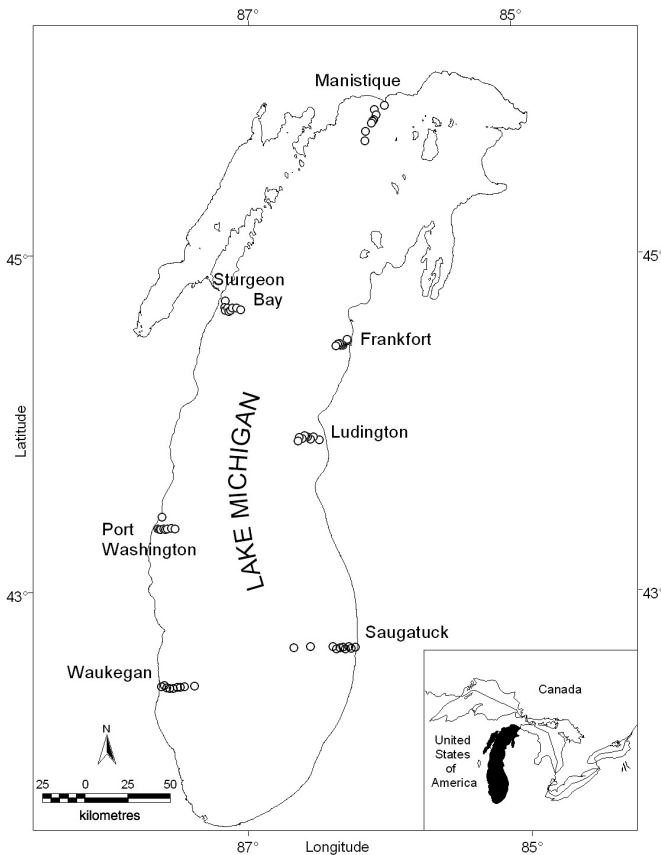 87° 85°
Manistique
45° 45°
Sturgeon
Bay
Frankfort
Ludington
Latitude
LAKE MICHIGAN
Port
Washington
43° 43°
Saugatuck
Waukegan
Canada
United
States
of
America
N
25 0 25 50
kilometres
87° Longitude 85°